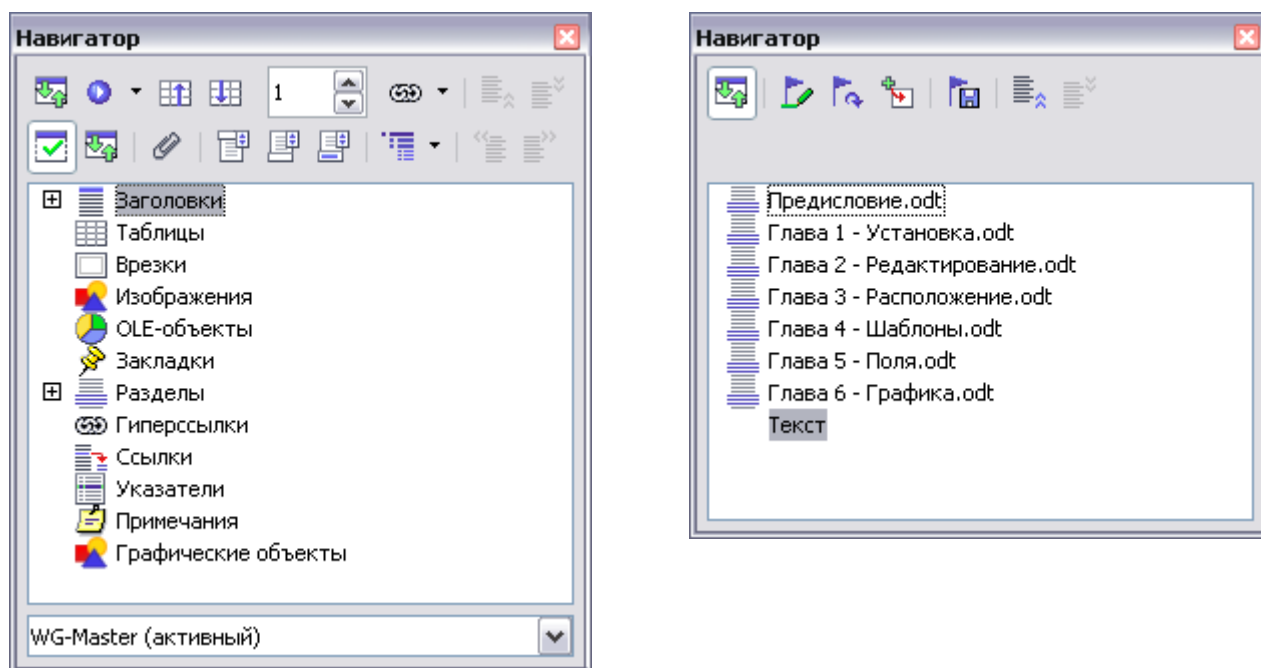 Навигатор
1
Заголовки
Таблицы
Врезки
Изображения
OLE-объекты
Закладки
Разделы
Гиперссылки
Ссылки
Указатели
Примечания
Графические объекты
WG-Master (активный)
Навигатор
Предисловие.odt
Глава 1 - Установка.odt
Глава 2 - Редактирование.odt
Глава 3 - Расположение.odt
Глава 4 - Шаблоны.odt
Глава 5 - Поля.odt
Глава 6 - Графика.odt
Текст